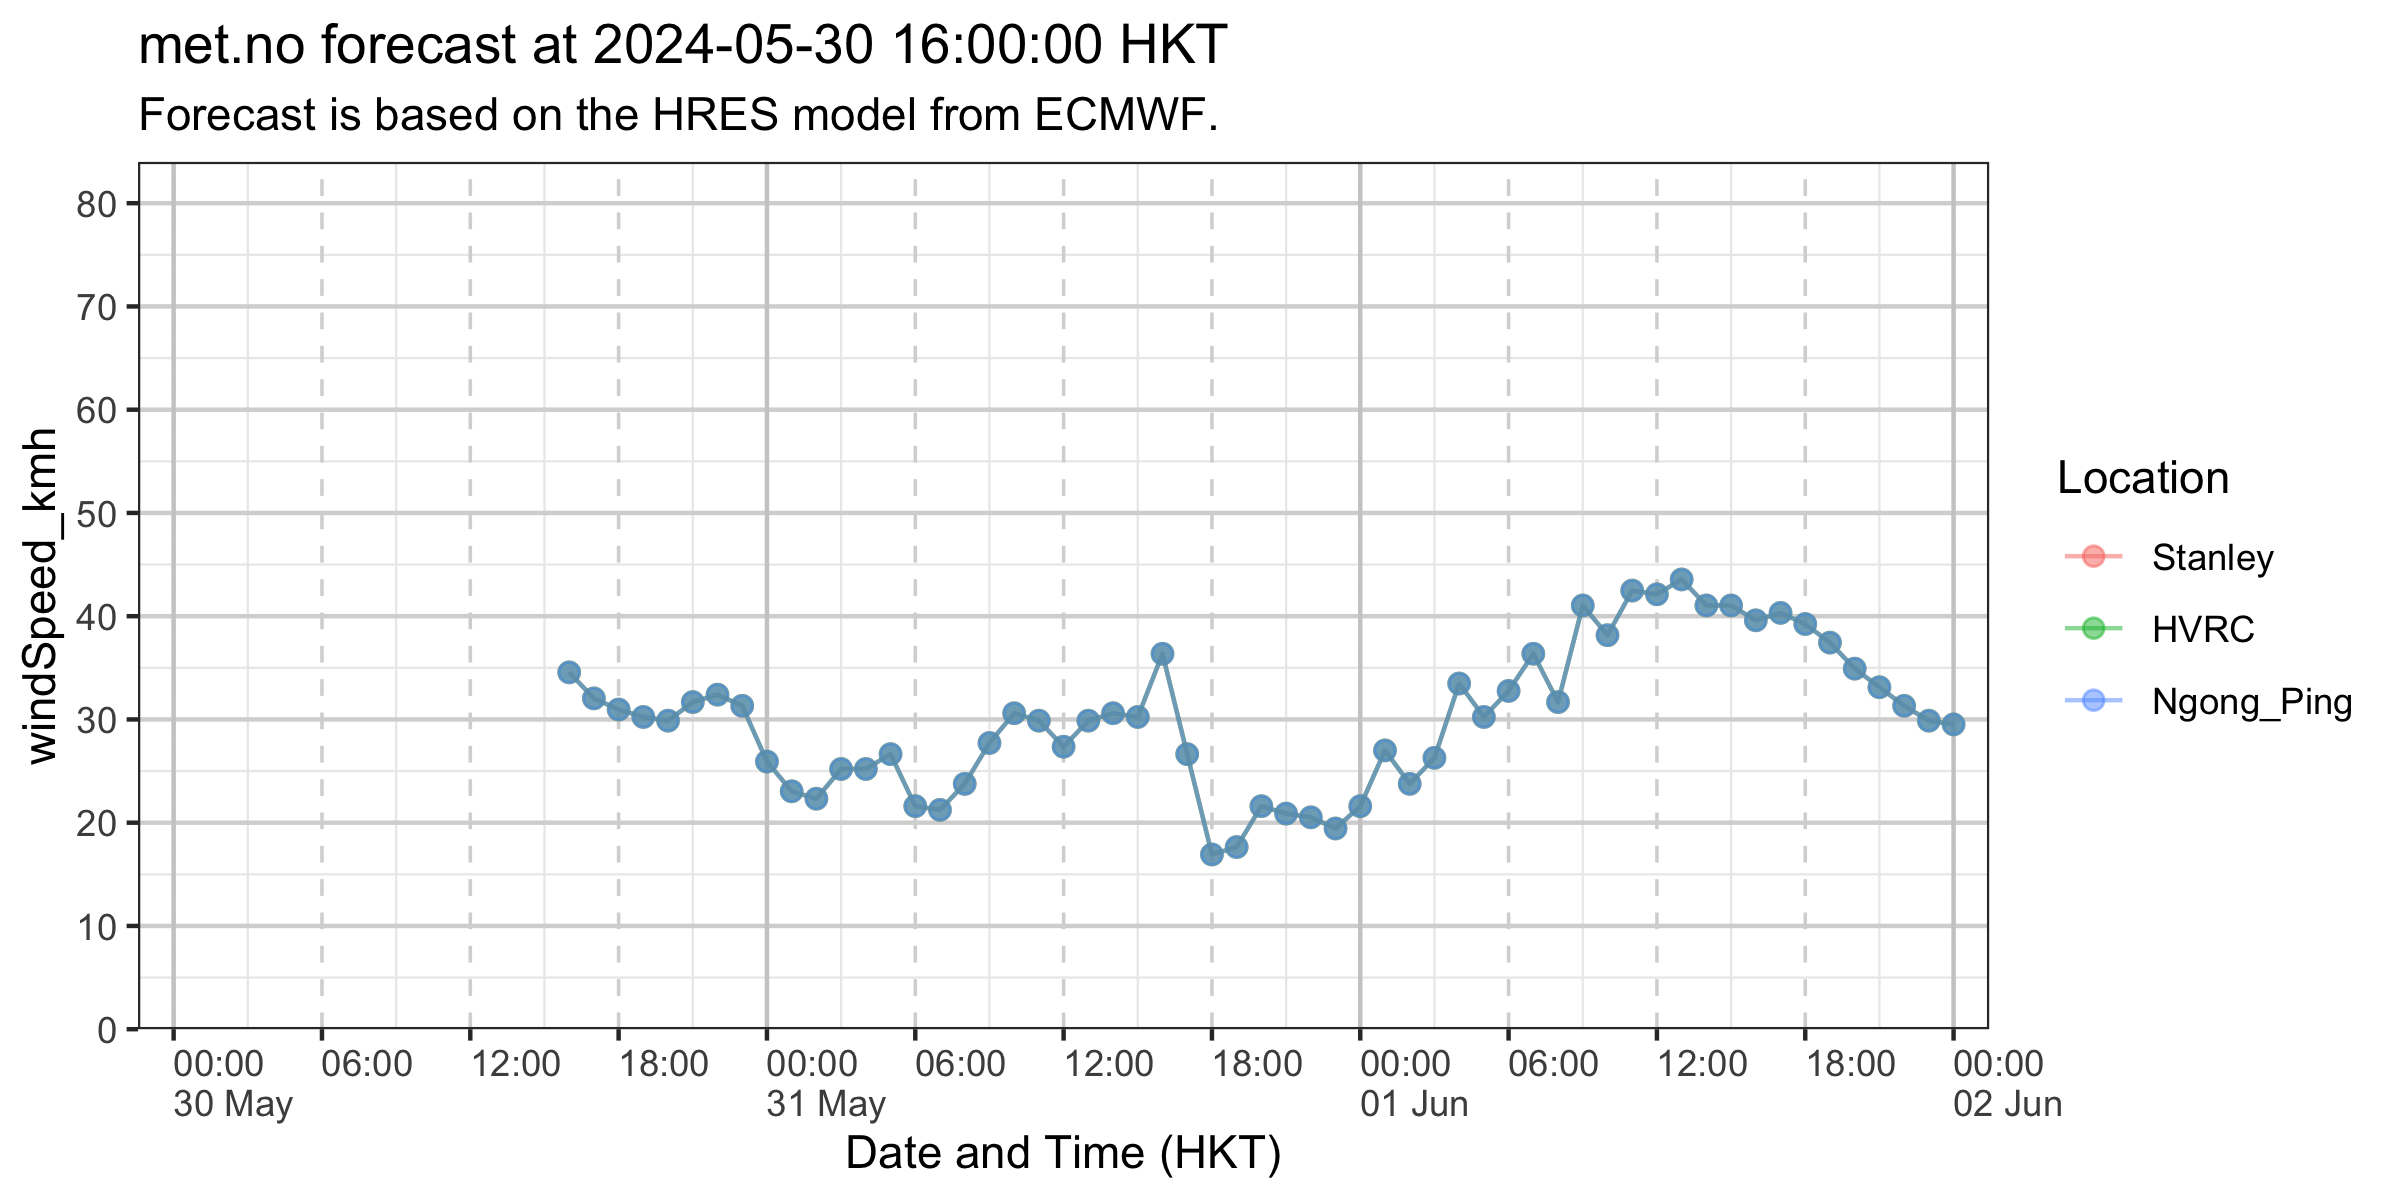 met.no forecast at 2024-05-30 16:00:00 HKT
Forecast is based on the HRES model from ECMWF.
windSpeed_kmh
80
70
60
50
40
30
20
10
0
00:00 06:00 12:00 18:00 00:00 06:00 12:00 18:00 00:00 06:00 12:00 18:00 00:00
30 May 31 May 01 Jun 02 Jun
Date and Time (HKT)
Location
Stanley
HVRC
Ngong_Ping